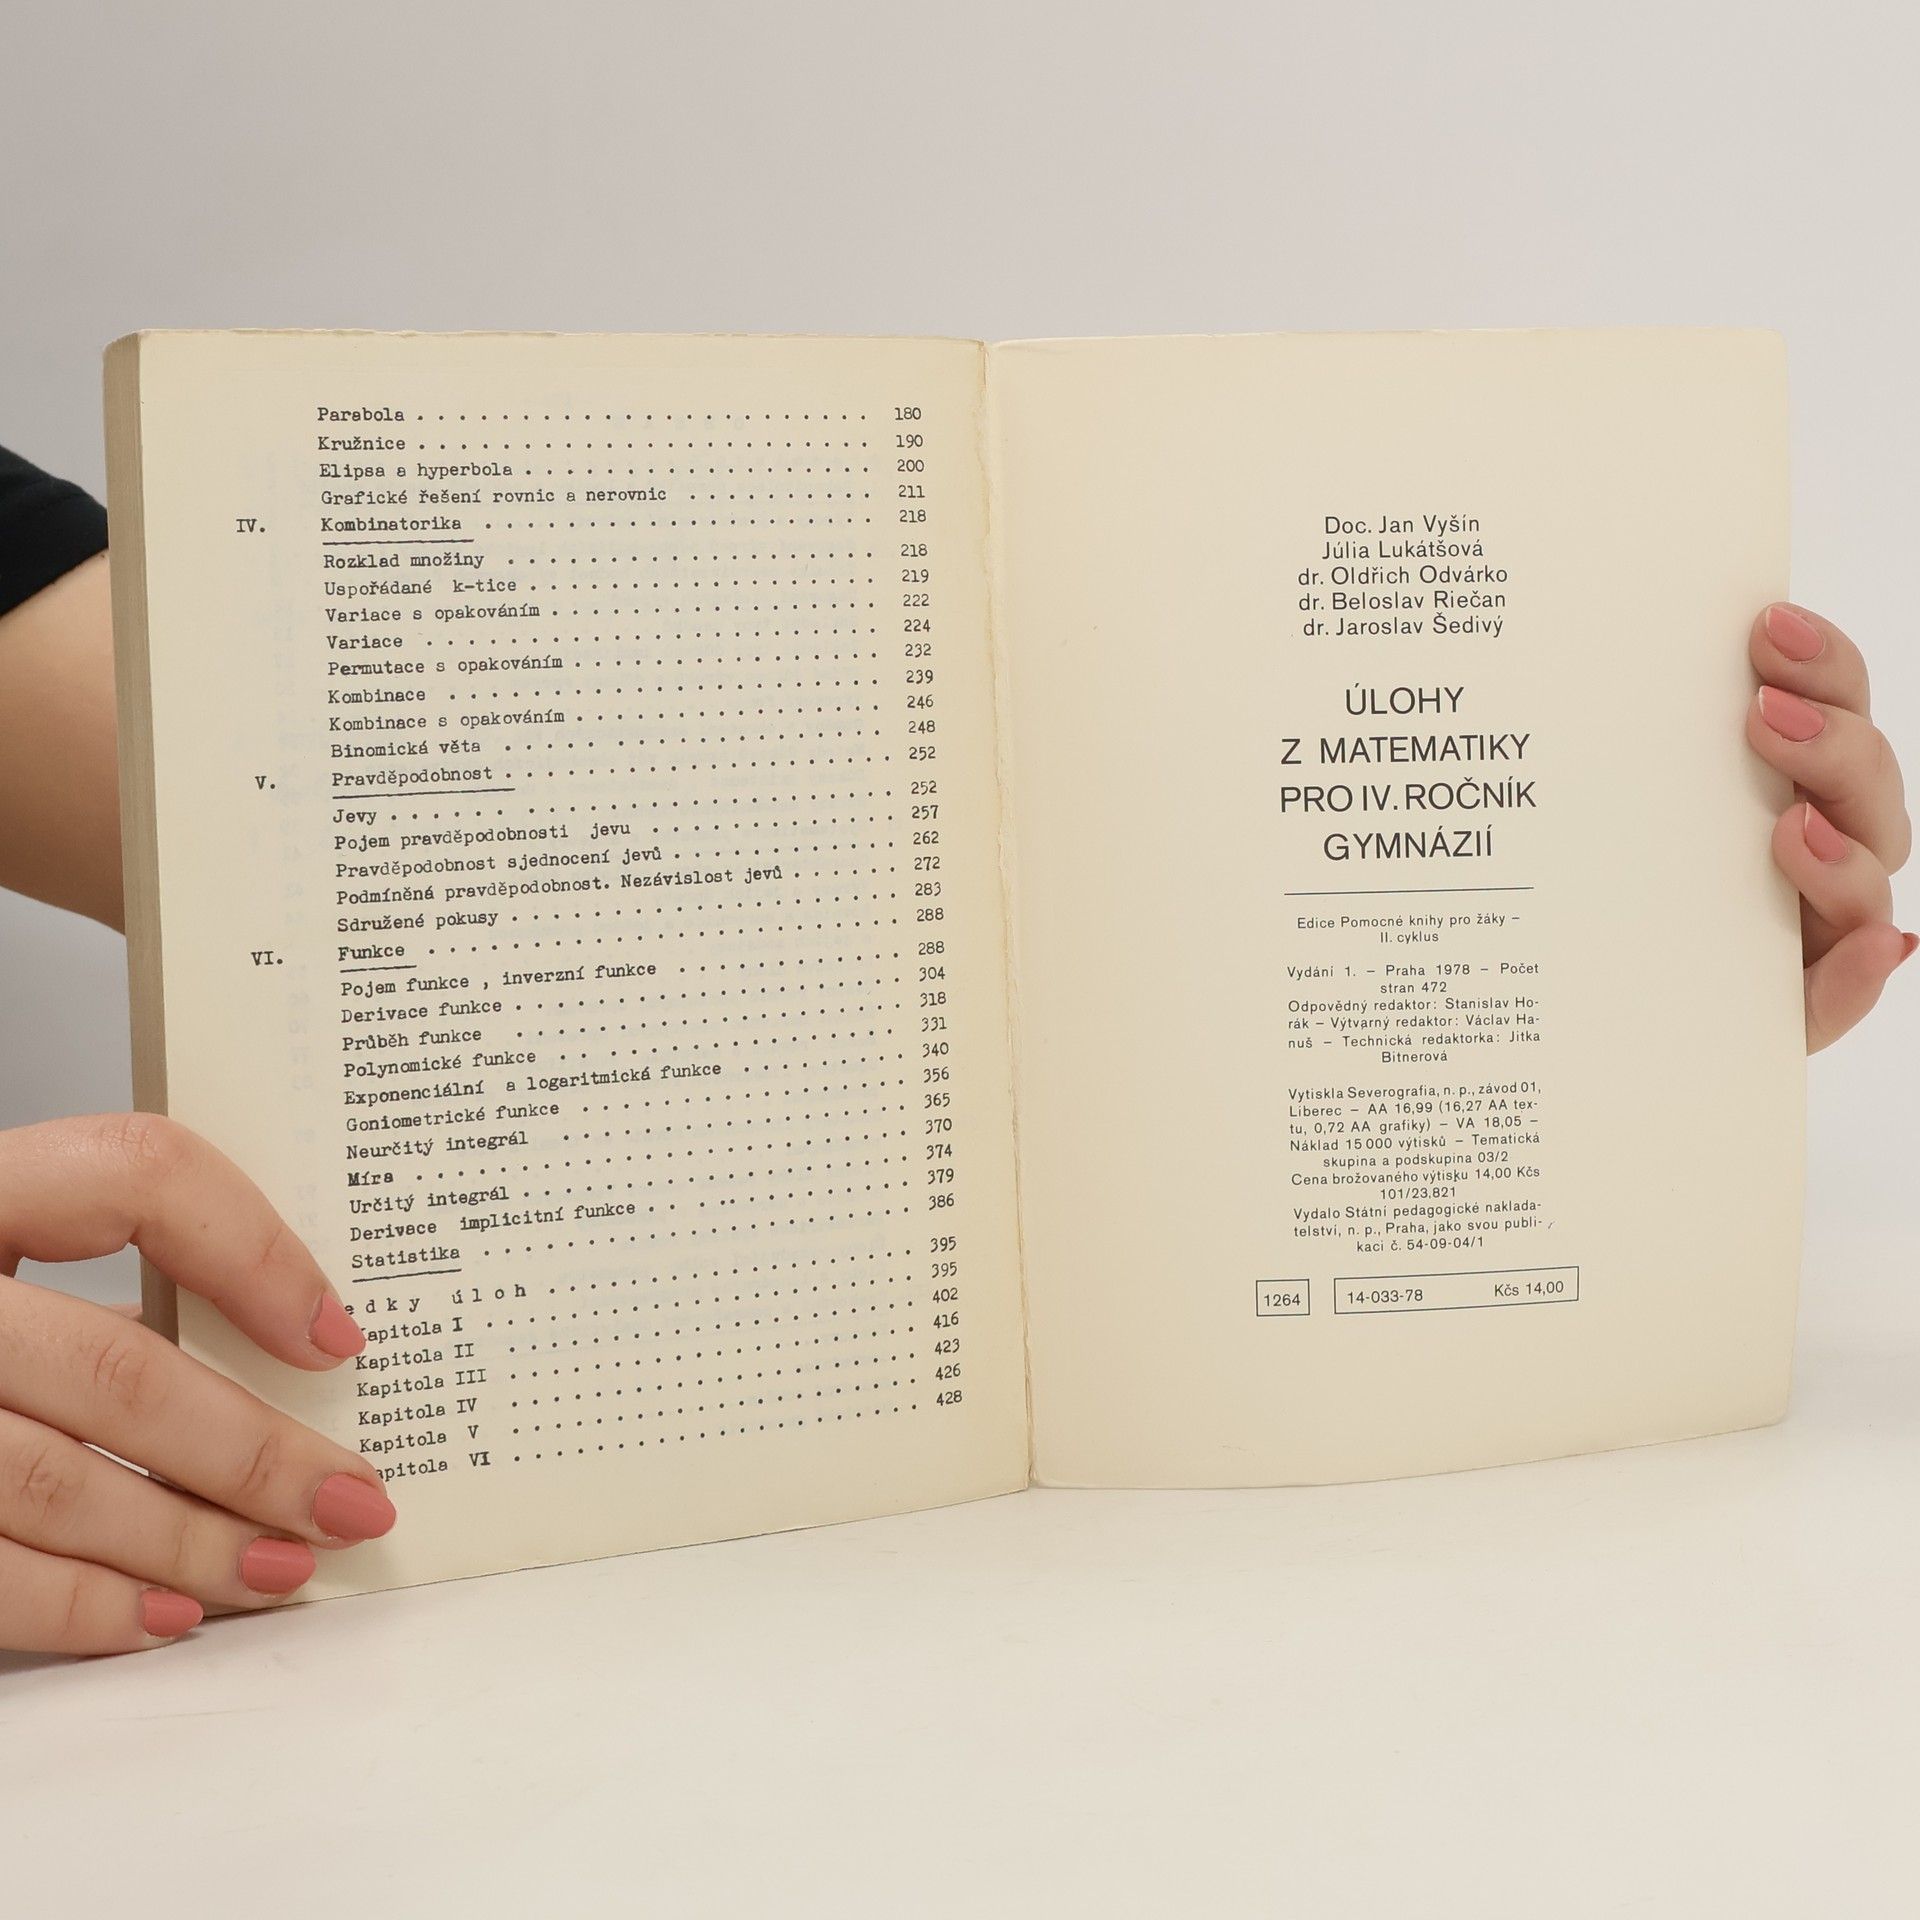 Parabola . . . . . . . . . . . . . . . . . . . . . . 180
Kružnice . . . . . . . . . . . . . . . . . . . . . . 190
Elipsa a hyperbola . . . . . . . . . . . . . . . . . 200
Grafické řešení rovnic a nerovnic . . . . . . . . . 211
IV. Kombinatorika . . . . . . . . . . . . . . . . . . . 218
Rozklad množiny . . . . . . . . . . . . . . . . . . 218
Uspořádané k-tice . . . . . . . . . . . . . . . . . 219
Variace s opakováním . . . . . . . . . . . . . . . . 222
Variace . . . . . . . . . . . . . . . . . . . . . . 224
Permutace s opakováním . . . . . . . . . . . . . . . 232
Kombinace . . . . . . . . . . . . . . . . . . . . . 239
Kombinace s opakováním . . . . . . . . . . . . . . . 246
Binomická věta . . . . . . . . . . . . . . . . . . 248
V. Pravděpodobnost . . . . . . . . . . . . . . . . . . 252
Jevy . . . . . . . . . . . . . . . . . . . . . . . 252
Pojem pravděpodobnosti jevu . . . . . . . . . . . . 257
Pravděpodobnost sjednocení jevů . . . . . . . . . . . 262
Podmíněná pravděpodobnost. Nezávislost jevů . . . . . . 272
Sdružené pokusy . . . . . . . . . . . . . . . . . . 283
VI. Funkce . . . . . . . . . . . . . . . . . . . . . . 288
Pojem funkce , inverzní funkce . . . . . . . . . . . 288
Derivace funkce . . . . . . . . . . . . . . . . . . 304
Průběh funkce . . . . . . . . . . . . . . . . . . . 318
Polynomické funkce . . . . . . . . . . . . . . . . 331
Exponenciální a logaritmická funkce . . . . . . . . 340
Goniometrické funkce . . . . . . . . . . . . . . . . 356
Neurčitý integrál . . . . . . . . . . . . . . . . . 365
Míra . . . . . . . . . . . . . . . . . . . . . . . . 370
Určitý integrál . . . . . . . . . . . . . . . . . . . 374
Derivace implicitní funkce . . . . . . . . . . . . . 379
Statistika . . . . . . . . . . . . . . . . . . . . . 386
edky úloh . . . . . . . . . . . . . . . . . . 395
apitola I . . . . . . . . . . . . . . . . . . . . . 395
Kapitola II . . . . . . . . . . . . . . . . . . . . 402
Kapitola III . . . . . . . . . . . . . . . . . . . . 416
Kapitola IV . . . . . . . . . . . . . . . . . . . . 423
Kapitola V . . . . . . . . . . . . . . . . . . . . 426
apitola VI . . . . . . . . . . . . . . . . . . . . 428
Doc. Jan Vyšín
Júlia Lukátšová
dr. Oldřich Odvárko
dr. Beloslav Riečan
dr. Jaroslav Šedivý
ÚLOHY
Z MATEMATIKY
PRO IV. ROČNÍK
GYMNÁZIÍ
Edice Pomocné knihy pro žáky –
II. cyklus
Vydání 1. – Praha 1978 – Počet
stran 472
Odpovědný redaktor: Stanislav Ho-
rák – Výtvarný redaktor: Václav Ha-
nuš – Technická redaktorka: Jitka
Bitnerová
Vytiskla Severografia, n. p., závod 01,
Liberec – AA 16,99 (16,27 AA tex-
tu, 0,72 AA grafiky) – VA 18,05 –
Náklad 15 000 výtisků – Tematická
skupina a podskupina 03/2
Cena brožovaného výtisku 14,00 Kčs
101/23,821
Vydalo Státní pedagogické naklada-
telství, n. p., Praha, jako svou publi-
kaci č. 54-09-04/1
1264 14-033-78 Kčs 14,00